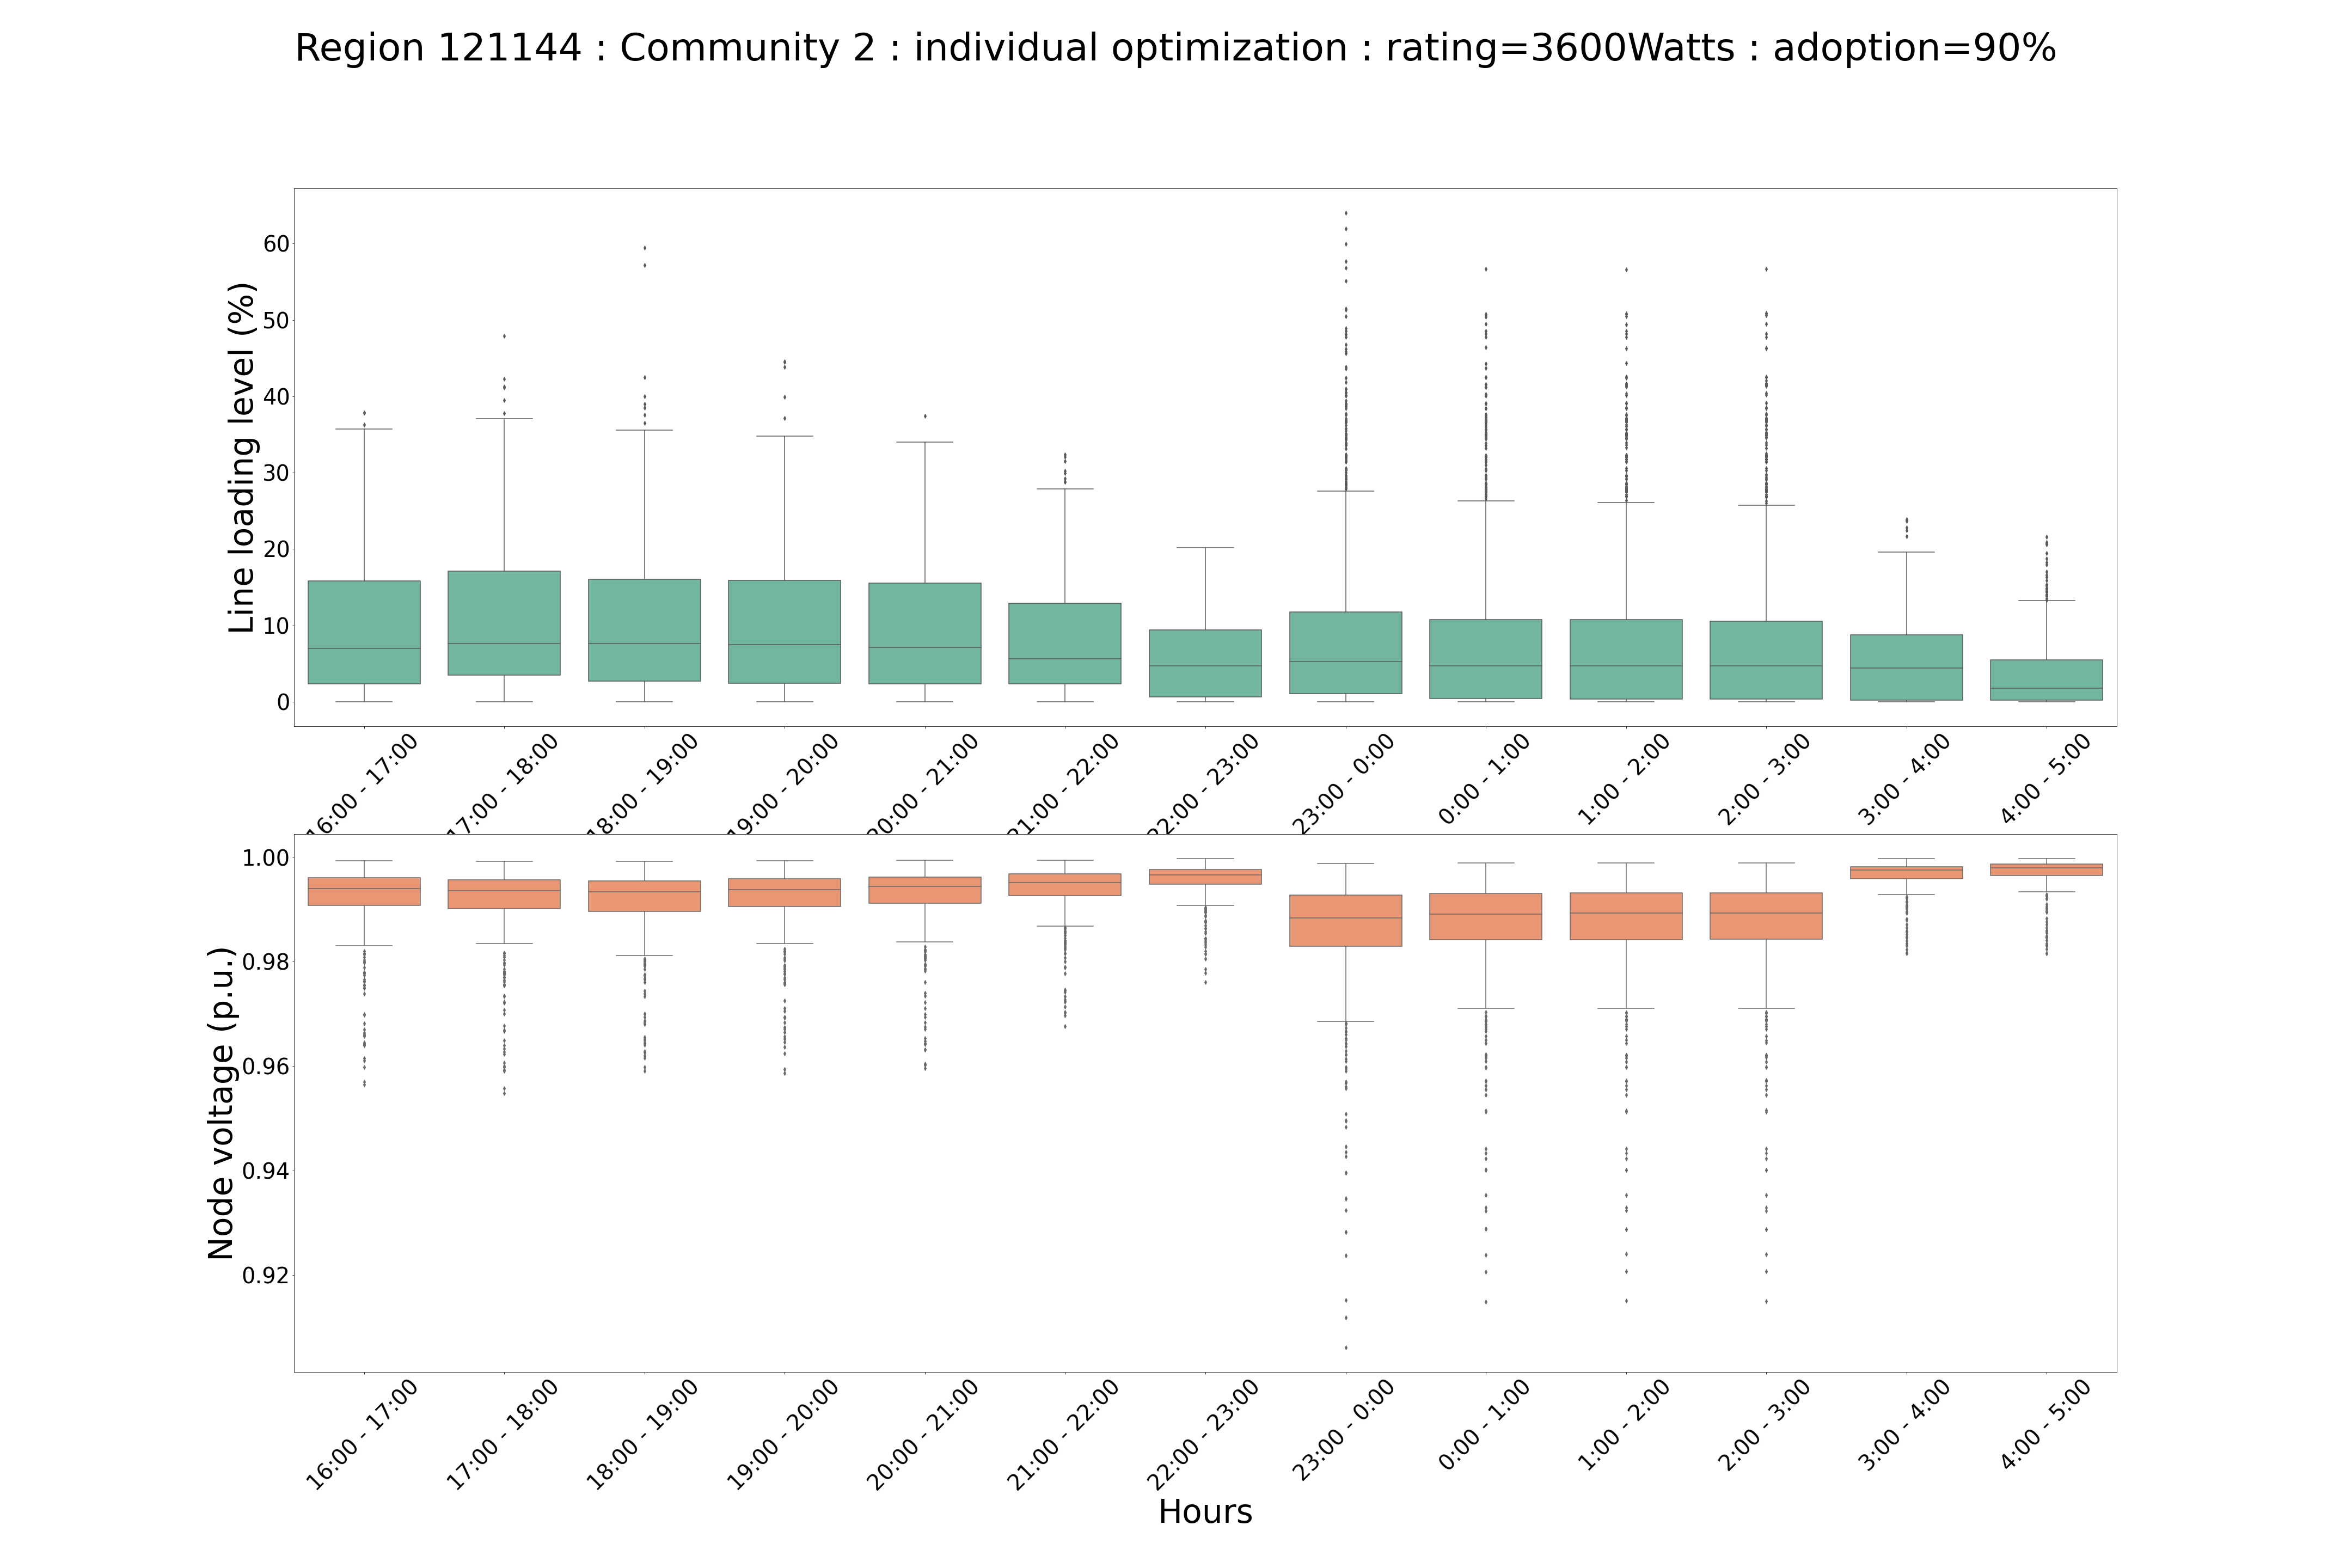 Region 121144 : Community 2 : individual optimization : rating=3600Watts : adoption=90%
Line loading level (%)
60
50
40
30
20
10
0
16:00 - 17:00
17:00 - 18:00
18:00 - 19:00
19:00 - 20:00
20:00 - 21:00
21:00 - 22:00
22:00 - 23:00
23:00 - 0:00
0:00 - 1:00
1:00 - 2:00
2:00 - 3:00
3:00 - 4:00
4:00 - 5:00
Node voltage (p.u.)
1.00
0.98
0.96
0.94
0.92
16:00 - 17:00
17:00 - 18:00
18:00 - 19:00
19:00 - 20:00
20:00 - 21:00
21:00 - 22:00
22:00 - 23:00
23:00 - 0:00
0:00 - 1:00
1:00 - 2:00
2:00 - 3:00
3:00 - 4:00
4:00 - 5:00
Hours